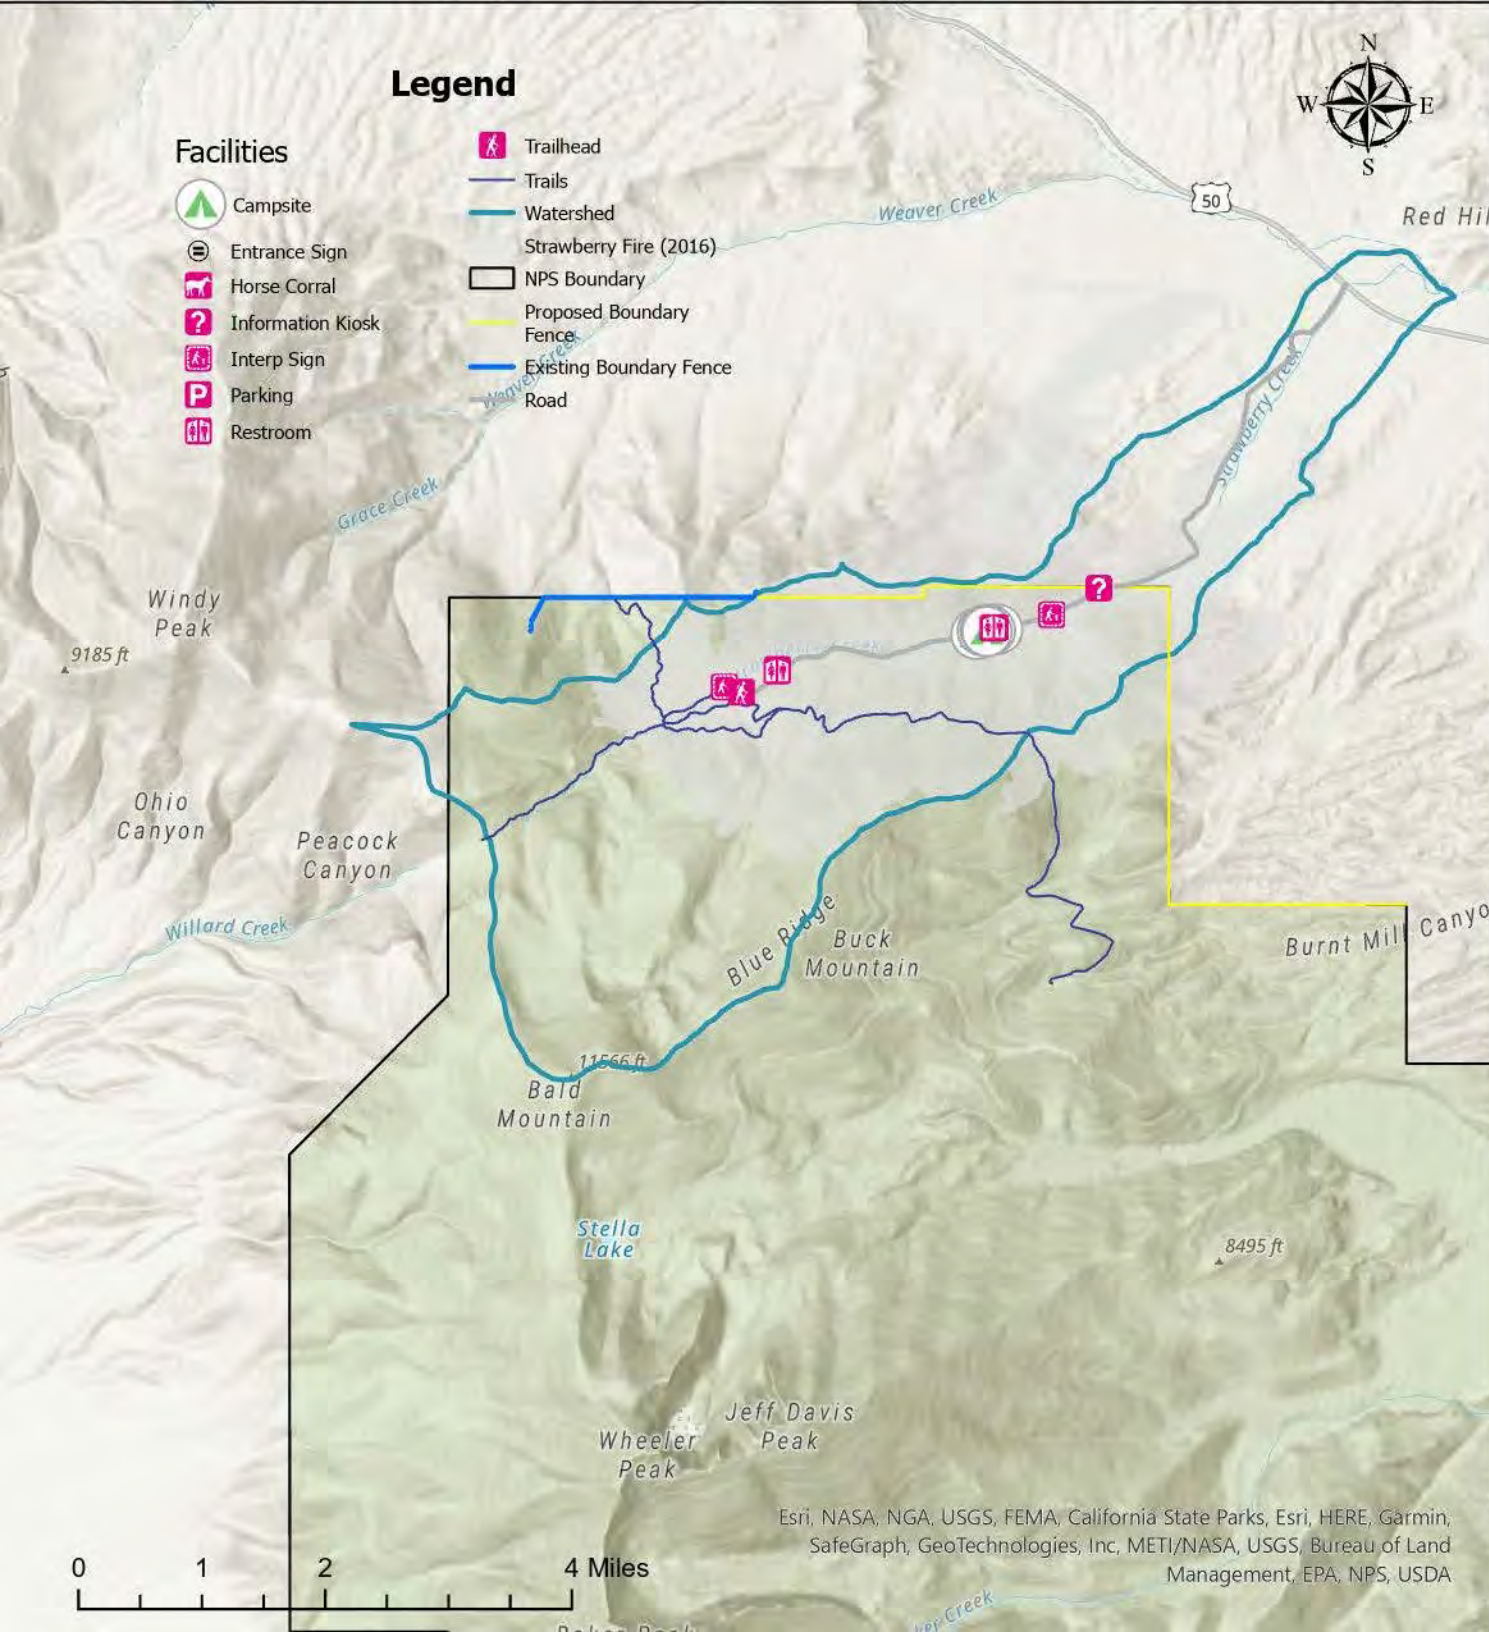 Legend
Facilities
Campsite
Entrance Sign
Horse Corral
Information Kiosk
Interp Sign
P Parking
Restroom
Trailhead
Trails
Watershed
Strawberry Fire (2016)
NPS Boundary
Proposed Boundary
Fence
Existing Boundary Fence
Road
N
W E
S
50
Weaver Creek
Red Hil
Weaver Creek
Strawberry Creek
Grace Creek
Windy
Peak
9185 ft
?
Ohio
Canyon
Peacock
Canyon
Willard Creek
Blue Ridge
Buck
Mountain
Burnt Mill Canyo
11566 ft
Bald
Mountain
Stella
Lake
8495 ft
Jeff Davis
Peak
Wheeler
Peak
Esri, NASA, NGA, USGS, FEMA, California State Parks, Esri, HERE, Garmin,
SafeGraph, GeoTechnologies, Inc, METI/NASA, USGS, Bureau of Land
Management, EPA, NPS, USDA
0 1 2 4 Miles
ker Creek